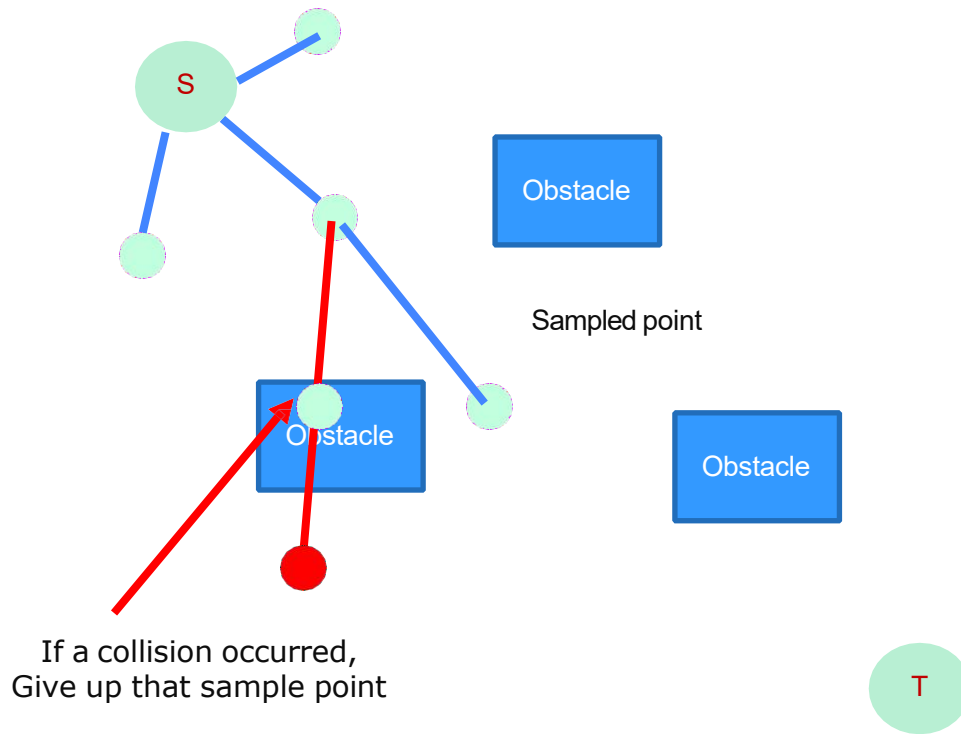 S
Obstacle
Sampled point
Obstacle
Obstacle
If a collision occurred,
Give up that sample point
T